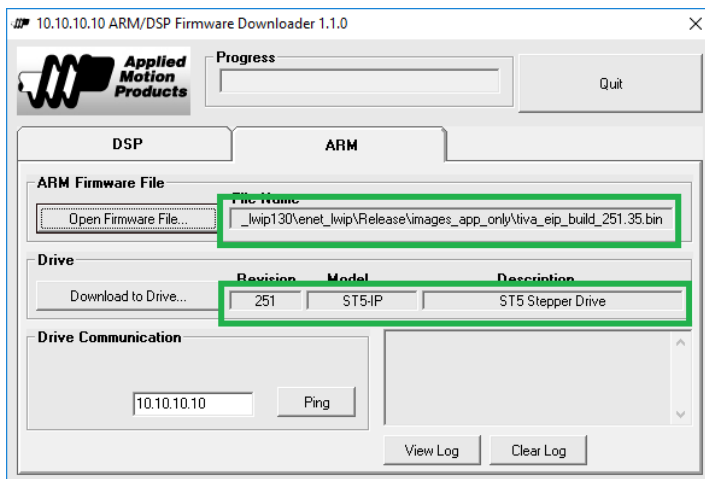 10.10.10.10 ARM/DSP Firmware Downloader 1.1.0
Applied
Motion
Products
Progress
Quit
DSP
ARM
ARM Firmware File
File Name
Open Firmware File...
_lwip130\enet_lwip\Release\images_app_only\tiva_eip_build_251.35.bin
Drive
Revision Model Description
Download to Drive...
251 ST5-IP ST5 Stepper Drive
Drive Communication
10.10.10.10
Ping
View Log
Clear Log